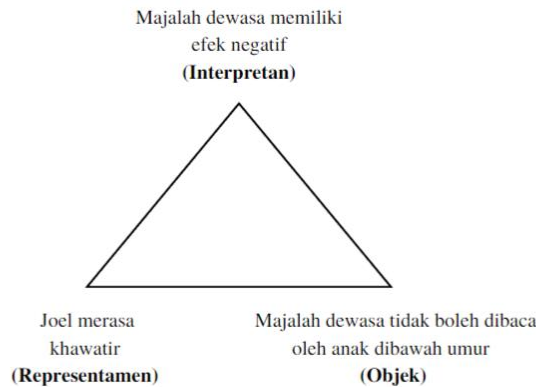 Majalah dewasa memiliki
efek negatif
(Interpretan)
Joel merasa
khawatir
(Representamen)
Majalah dewasa tidak boleh dibaca
oleh anak dibawah umur
(Objek)